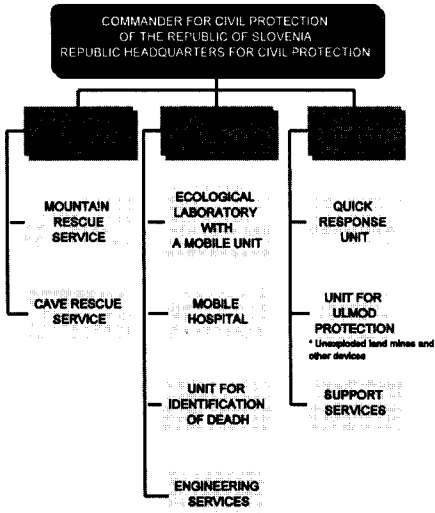 COMMANDER FOR CIVIL PROTECTION
OF THE REPUBLIC OF SLOVENIA
REPUBLIC HEADQUARTERS FOR CIVIL PROTECTION
MOUNTAIN
RESCUE
SERVICE
CAVE RESCUE
SERVICE
ECOLOGICAL
LABORATORY
WITH
A MOBILE UNIT
MOBILE
HOSPITAL
UNIT FOR
IDENTIFICATION
OF DEADH
ENGINEERING
SERVICES
QUICK
RESPONSE
UNIT
UNIT FOR
ULMOD
PROTECTION
* Unexploded land mines and
other devices
SUPPORT
SERVICES